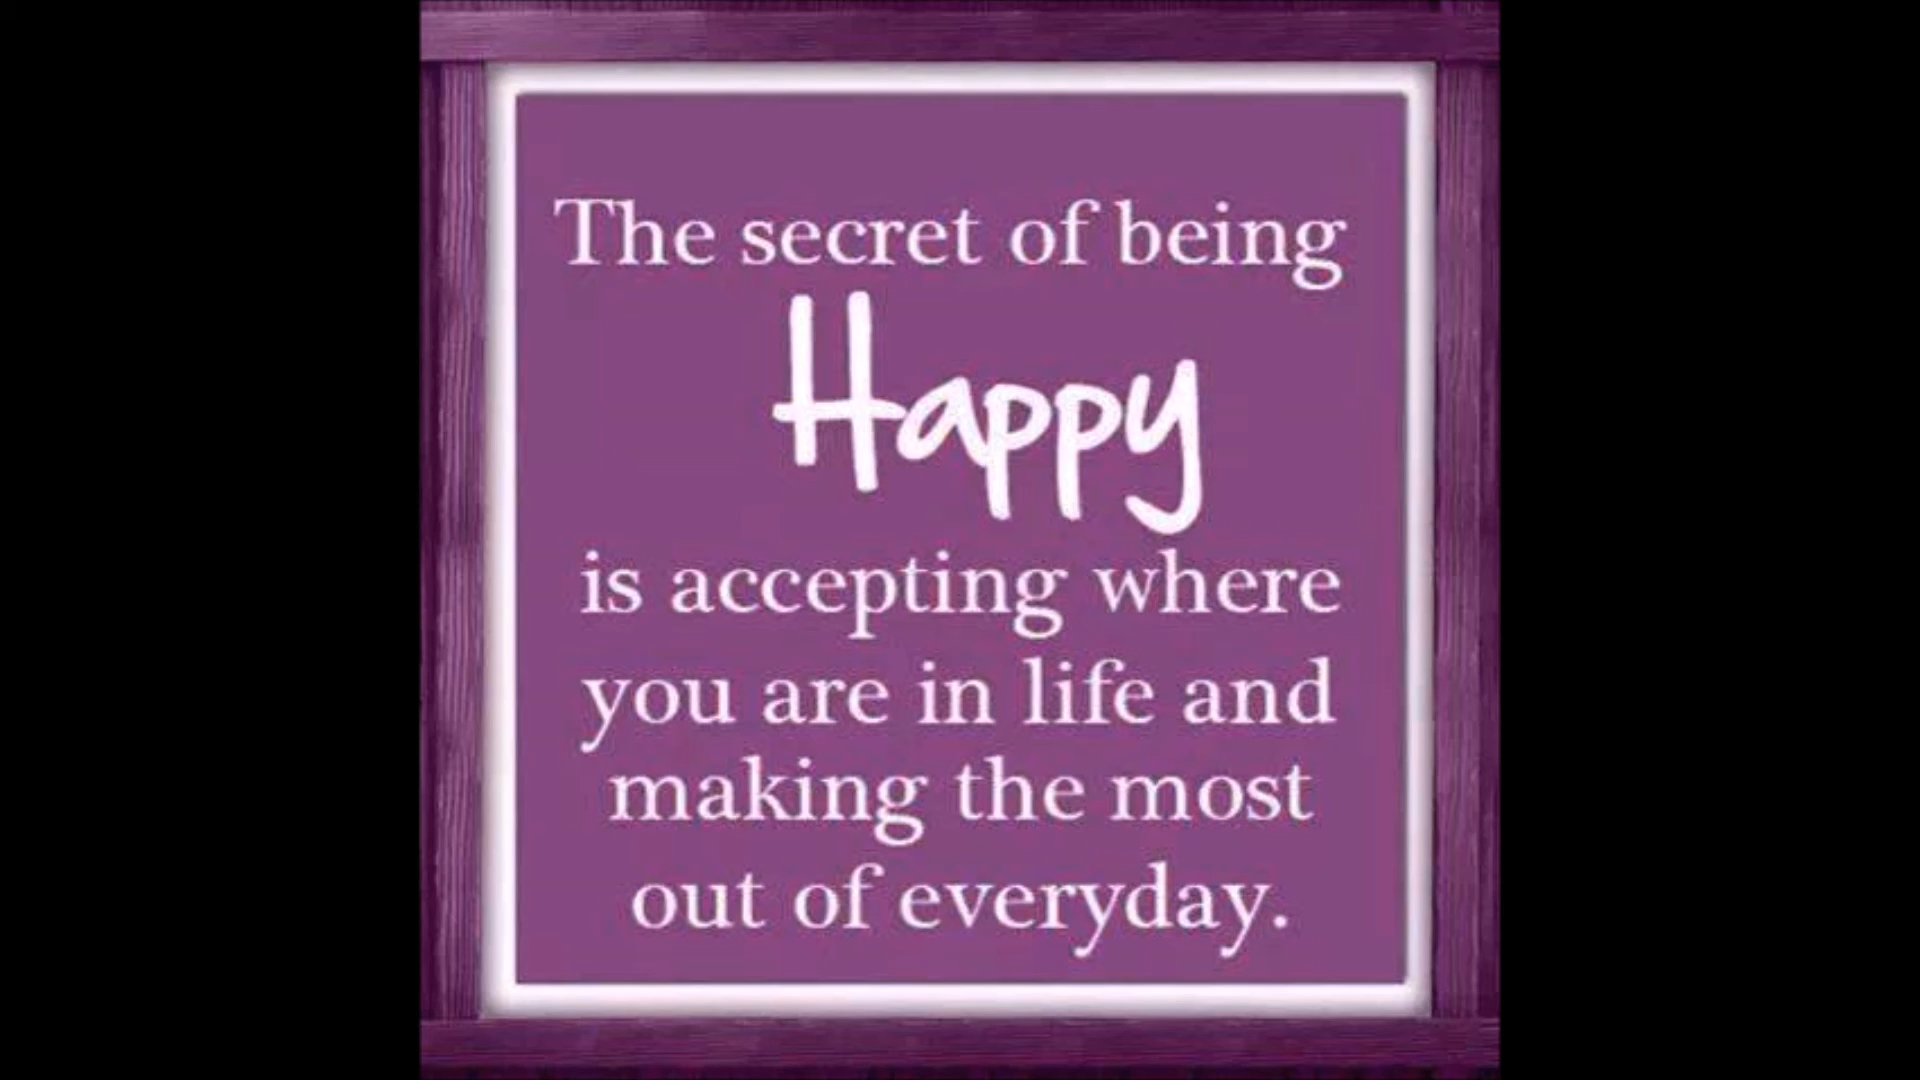 The secret of being
Happy
is accepting where
you are in life and
making the most
out of everyday.